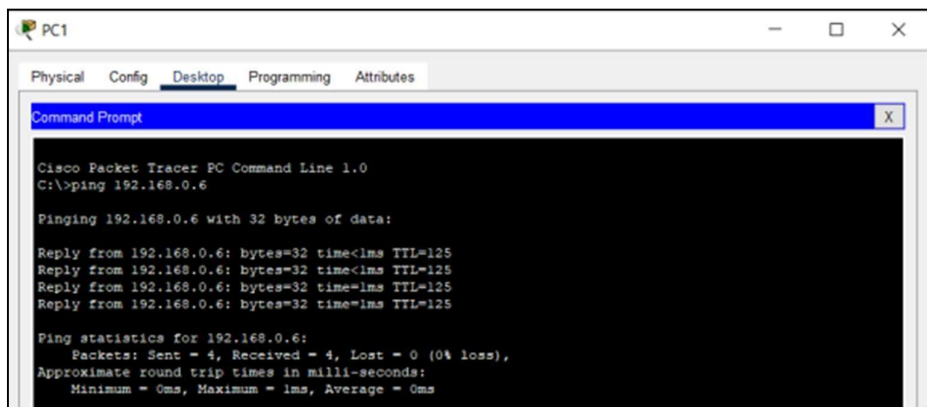 PC1
Physical Config Desktop Programming Attributes
Command Prompt X
Cisco Packet Tracer PC Command Line 1.0
C:\>ping 192.168.0.6
Pinging 192.168.0.6 with 32 bytes of data:
Reply from 192.168.0.6: bytes=32 time<1ms TTL=125
Reply from 192.168.0.6: bytes=32 time<1ms TTL=125
Reply from 192.168.0.6: bytes=32 time=1ms TTL=125
Reply from 192.168.0.6: bytes=32 time=1ms TTL=125
Ping statistics for 192.168.0.6:
Packets: Sent = 4, Received = 4, Lost = 0 (0% loss),
Approximate round trip times in milli-seconds:
Minimum = 0ms, Maximum = 1ms, Average = 0ms